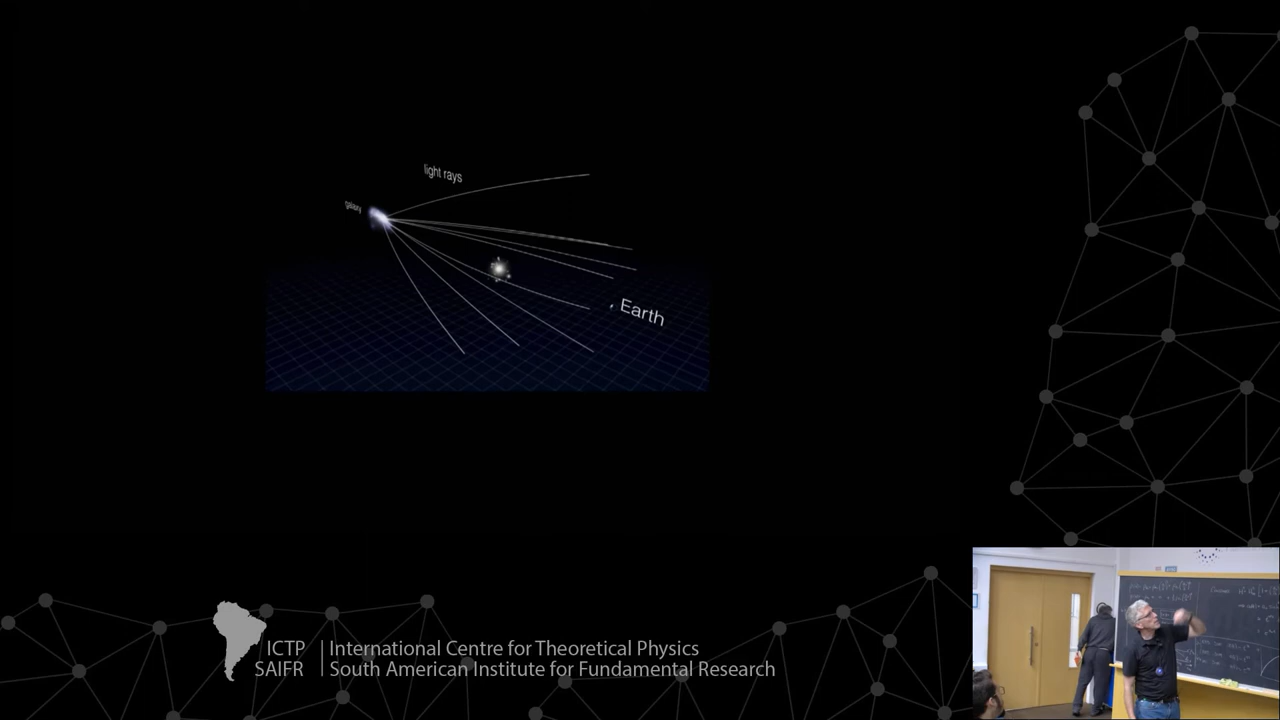 light rays
galaxy
Earth
ICTP
SAIFR
International Centre for Theoretical Physics
South American Institute for Fundamental Research